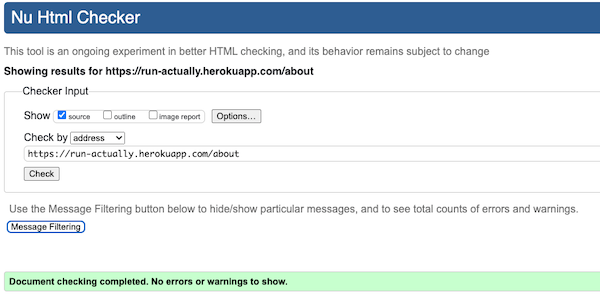 Nu Html Checker
This tool is an ongoing experiment in better HTML checking, and its behavior remains subject to change
Showing results for https://run-actually.herokuapp.com/about
Checker Input
Show source outline image report Options...
Check by address
https://run-actually.herokuapp.com/about
Check
Use the Message Filtering button below to hide/show particular messages, and to see total counts of errors and warnings.
Message Filtering
Document checking completed. No errors or warnings to show.